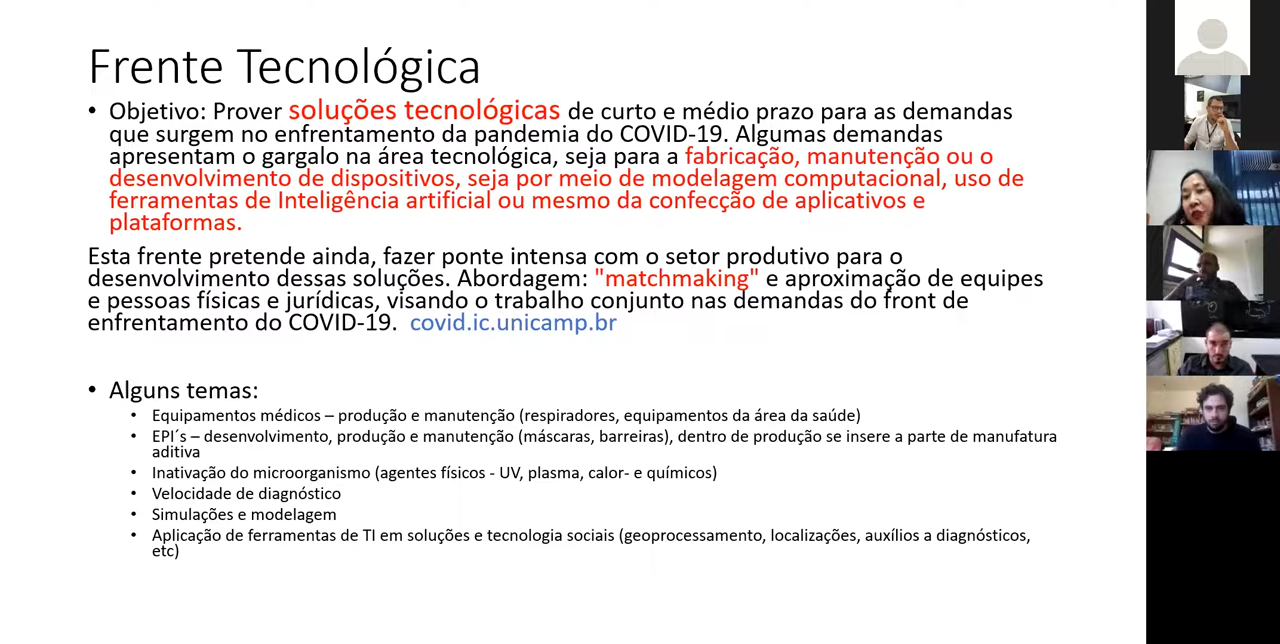 Frente Tecnológica
• Objetivo: Prover soluções tecnológicas de curto e médio prazo para as demandas
que surgem no enfrentamento da pandemia do COVID-19. Algumas demandas
apresentam o gargalo na área tecnológica, seja para a fabricação, manutenção ou o
desenvolvimento de dispositivos, seja por meio de modelagem computacional, uso de
ferramentas de Inteligência artificial ou mesmo da confecção de aplicativos e
plataformas.
Esta frente pretende ainda, fazer ponte intensa com o setor produtivo para o
desenvolvimento dessas soluções. Abordagem: "matchmaking" e aproximação de equipes
e pessoas físicas e jurídicas, visando o trabalho conjunto nas demandas do front de
enfrentamento do COVID-19. covid.ic.unicamp.br
• Alguns temas:
• Equipamentos médicos – produção e manutenção (respiradores, equipamentos da área da saúde)
• EPI´s – desenvolvimento, produção e manutenção (máscaras, barreiras), dentro de produção se insere a parte de manufatura
aditiva
• Inativação do microorganismo (agentes físicos - UV, plasma, calor- e químicos)
• Velocidade de diagnóstico
• Simulações e modelagem
• Aplicação de ferramentas de TI em soluções e tecnologia sociais (geoprocessamento, localizações, auxílios a diagnósticos,
etc)